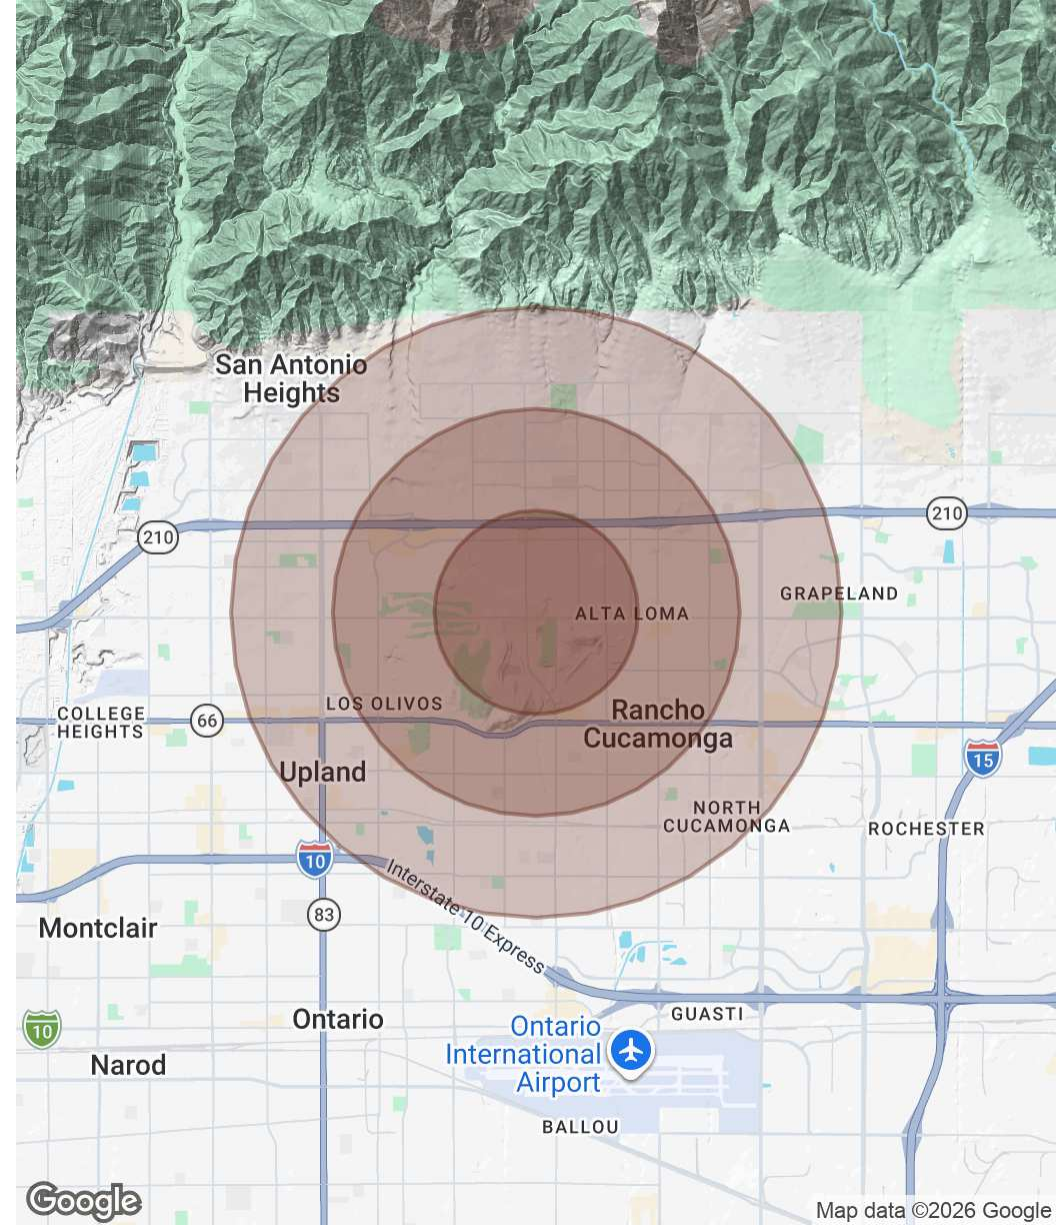 San Antonio
Heights
210
210
GRAPELAND
ALTA LOMA
LOS OLIVOS
Rancho
Cucamonga
COLLEGE
HEIGHTS
66
15
Upland
NORTH
CUCAMONGA
ROCHESTER
10
Interstate 10 Express
83
Montclair
Ontario
GUASTI
10
Narod
Ontario
International
Airport
BALLOU
Google
Map data ©2026 Google